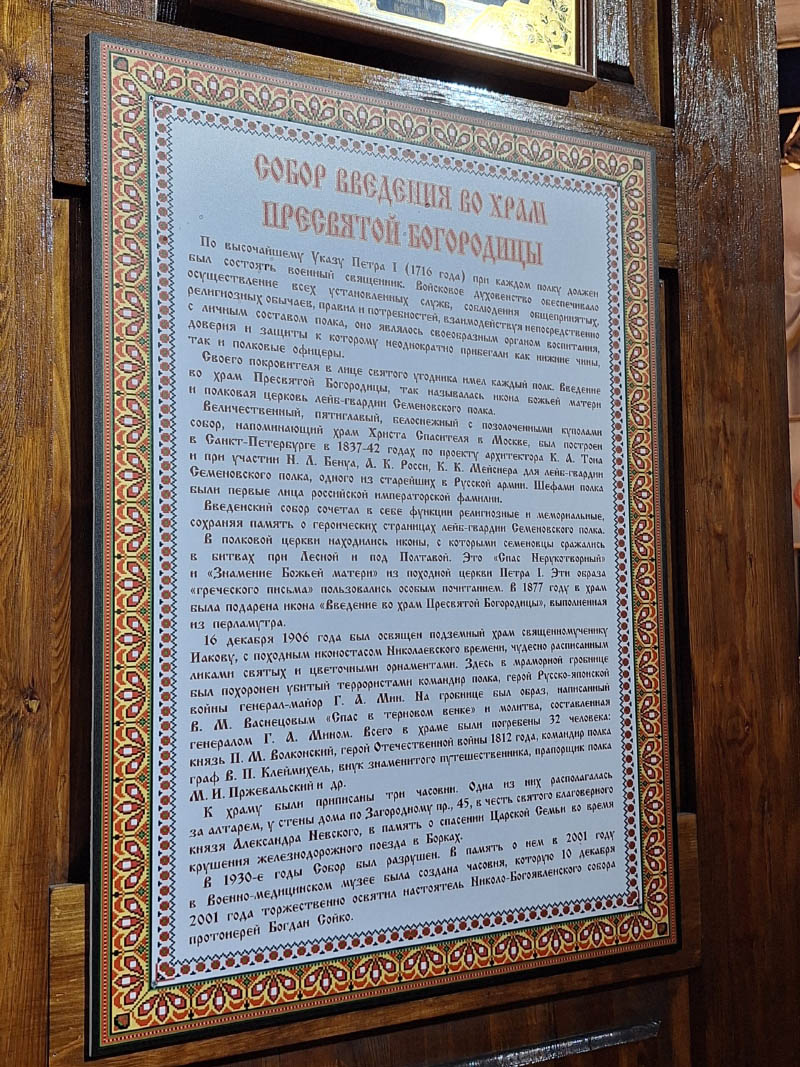 СОБОР ВВЕДЕНИЯ ВО ХРАМ
ПРЕСВЯТОЙ БОГОРОДИЦЫ
По высочайшему Указу Петра I (1716 года) при каждом полку должен
был состоять военный священник. Войсковое духовенство обеспечивало
осуществление всех установленных служб, соблюдения общепринятых,
религиозных обычаев, правил и потребностей, взаимодействуя непосредственно
с личным составом полка, оно являлось своеобразным органом воспитания,
доверия и защиты к которому неоднократно прибегали как нижние чины,
так и полковые офицеры.
Своего покровителя в лице святого угодника имел каждый полк. Введение
во храм Пресвятой Богородицы, так называлась икона божьей матери
и полковая церковь лейб-гвардии Семеновского полка.
Величественный, пятиглавый, белоснежный с позолоченными куполами
собор, напоминающий храм Христа Спасителя в Москве, был построен
в Санкт-Петербурге в 1837-42 годах по проекту архитектора К. А. Тона
и при участии Н. Л. Бенуа, А. К. Росси, К. К. Мейснера для лейб-гвардии
Семеновского полка, одного из старейших в Русской армии. Шефами полка
были первые лица российской императорской фамилии.
Введенский собор сочетал в себе функции религиозные и мемориальные,
сохраняя память о героических страницах лейб-гвардии Семеновского полка.
В полковой церкви находились иконы, с которыми семеновцы сражались
в битвах при Лесной и под Полтавой. Это «Спас Нерукотворный»
и «Знамение Божьей матери» из походной церкви Петра I. Эти образа
«греческого письма» пользовались особым почитанием. В 1877 году в храм
была подарена икона «Введение во храм Пресвятой Богородицы», выполненная
из перламутра.
16 декабря 1906 года был освящен подземный храм священномученику
Иакову, с походным иконостасом Николаевского времени, чудесно расписанным
ликами святых и цветочными орнаментами. Здесь в мраморной гробнице
был похоронен убитый террористами командир полка, герой Русско-японской
войны генерал-майор Г. А. Мин. На гробнице был образ, написанный
В. М. Васнецовым «Спас в терновом венке» и молитва, составленная
генералом Г. А. Мином. Всего в храме были погребены 32 человека:
князь П. М. Волконский, герой Отечественной войны 1812 года, командир полка
граф В. П. Клеймихель, внук знаменитого путешественника, прапорщик полка
М. И. Пржевальский и др.
К храму были приписаны три часовни. Одна из них располагалась
за алтарем, у стены дома по Загородному пр., 45, в честь святого благоверного
князя Александра Невского, в память о спасении Царской Семьи во время
крушения железнодорожного поезда в Борках.
В 1930-е годы Собор был разрушен. В память о нем в 2001 году
в Военно-медицинском музее была создана часовня, которую 10 декабря
2001 года торжественно освятил настоятель Николо-Богоявленского собора
протоиерей Богдан Сойко.